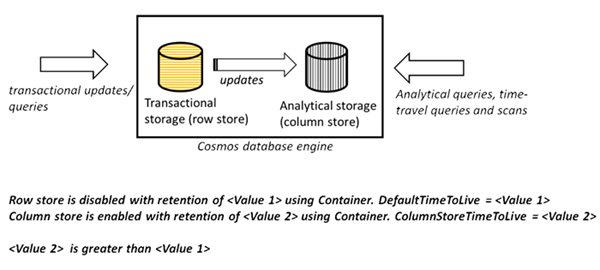 transactional updates/
queries
Transactional
storage (row store)
updates
Analytical storage
(column store)
Analytical queries, time-
travel queries and scans
Cosmos database engine
Row store is disabled with retention of <Value 1> using Container. DefaultTimeToLive = <Value 1>
Column store is enabled with retention of <Value 2> using Container. ColumnStoreTimeToLive = <Value 2>
<Value 2>  is greater than <Value 1>